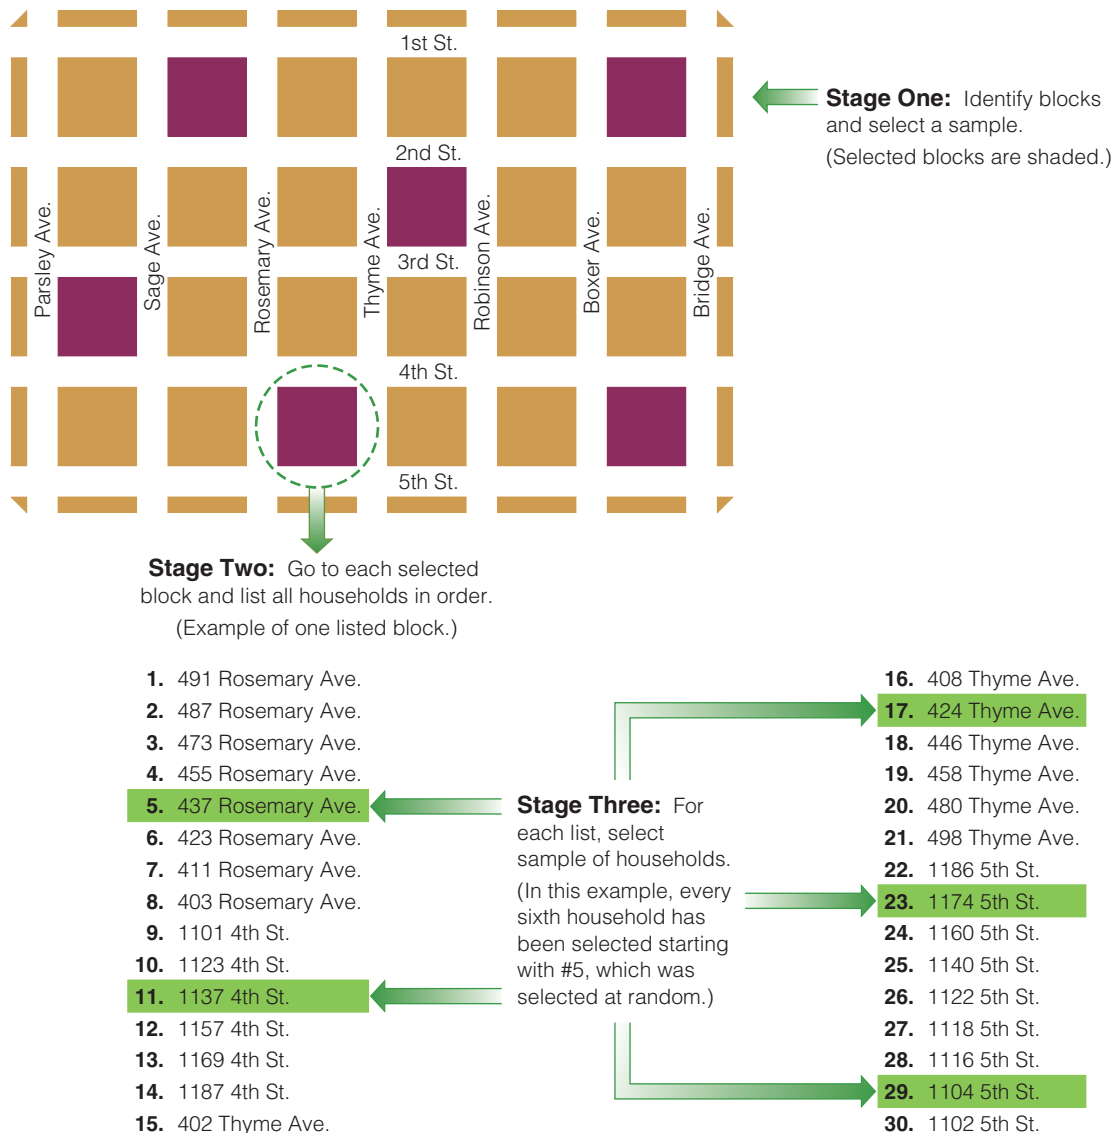 1st St.
Stage One: Identify blocks
and select a sample.
(Selected blocks are shaded.)
2nd St.
Parsley Ave.
Sage Ave.
Rosemary Ave.
Thyme Ave.
Robinson Ave.
Boxer Ave.
Bridge Ave.
3rd St.
4th St.
5th St.
Stage Two: Go to each selected
block and list all households in order.
(Example of one listed block.)
1. 491 Rosemary Ave.
2. 487 Rosemary Ave.
3. 473 Rosemary Ave.
4. 455 Rosemary Ave.
5. 437 Rosemary Ave.
6. 423 Rosemary Ave.
7. 411 Rosemary Ave.
8. 403 Rosemary Ave.
9. 1101 4th St.
10. 1123 4th St.
11. 1137 4th St.
12. 1157 4th St.
13. 1169 4th St.
14. 1187 4th St.
15. 402 Thyme Ave.
Stage Three: For
each list, select
sample of households.
(In this example, every
sixth household has
been selected starting
with #5, which was
selected at random.)
16. 408 Thyme Ave.
17. 424 Thyme Ave.
18. 446 Thyme Ave.
19. 458 Thyme Ave.
20. 480 Thyme Ave.
21. 498 Thyme Ave.
22. 1186 5th St.
23. 1174 5th St.
24. 1160 5th St.
25. 1140 5th St.
26. 1122 5th St.
27. 1118 5th St.
28. 1116 5th St.
29. 1104 5th St.
30. 1102 5th St.